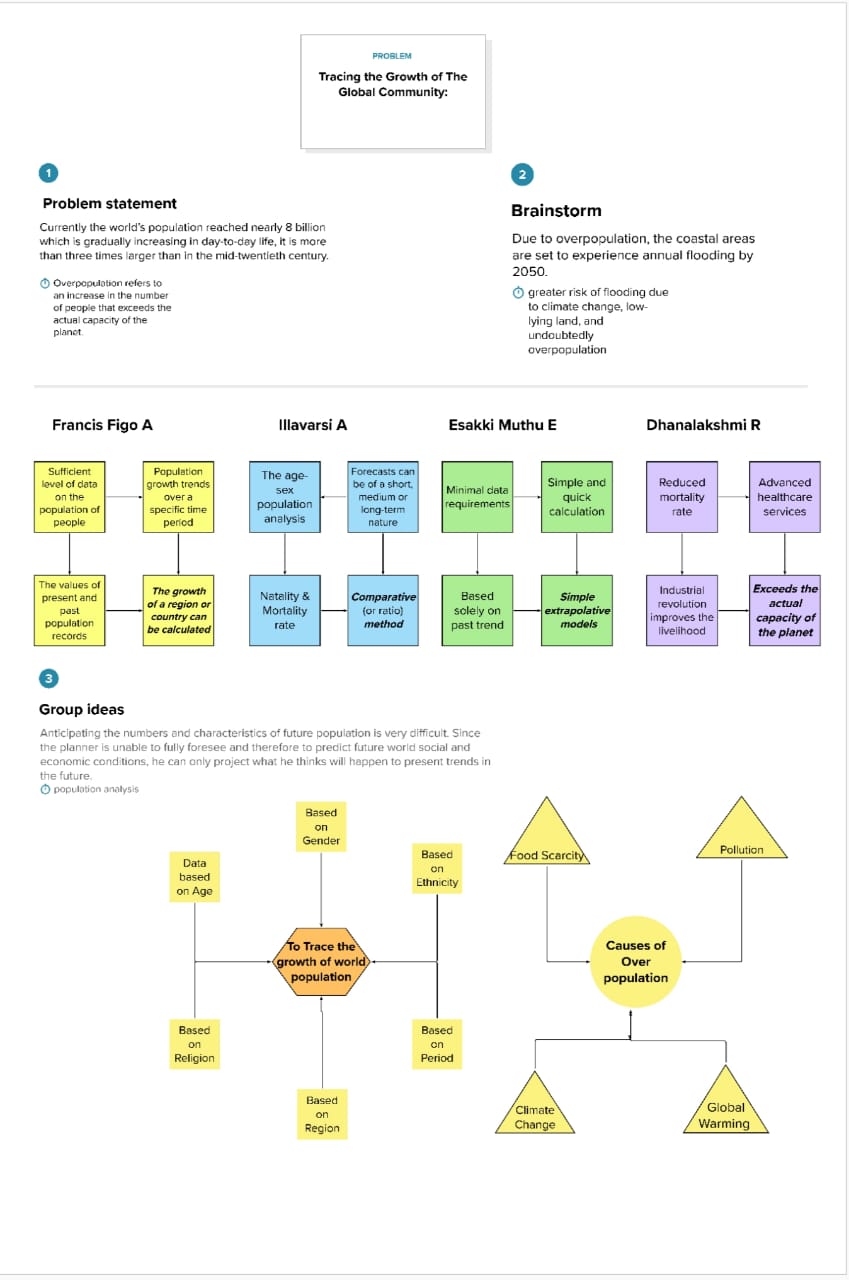 PROBLEM
Tracing the Growth of The
Global Community:
1
Problem statement
Currently the world's population reached nearly 8 billion
which is gradually increasing in day-to-day life, it is more
than three times larger than in the mid-twentieth century.
Overpopulation refers to
an increase in the number
of people that exceeds the
actual capacity of the
planet.
2
Brainstorm
Due to overpopulation, the coastal areas
are set to experience annual flooding by
2050.
greater risk of flooding due
to climate change, low-
lying land, and
undoubtedly
overpopulation
Francis Figo A
Illavarsi A
Esakki Muthu E
Dhanalakshmi R
Sufficient
level of data
on the
population of
people
Population
growth trends
over a
specific time
period
The values of
present and
past
population
records
The growth
of a region or
country can
be calculated
The age-
sex
population
analysis
Forecasts can
be of a short,
medium or
long-term
nature
Natality &
Mortality
rate
Comparative
(or ratio)
method
Minimal data
requirements
Simple and
quick
calculation
Based
solely on
past trend
Simple
extrapolative
models
Reduced
mortality
rate
Advanced
healthcare
services
Industrial
revolution
improves the
livelihood
Exceeds the
actual
capacity of
the planet
3
Group ideas
Anticipating the numbers and characteristics of future population is very difficult. Since
the planner is unable to fully foresee and therefore to predict future world social and
economic conditions, he can only project what he thinks will happen to present trends in
the future.
population analysis
Based
on
Gender
Data
based
on Age
Based
on
Ethnicity
To Trace the
growth of world
population
Based
on
Religion
Based
on
Period
Based
on
Region
Food Scarcity
Pollution
Causes of
Over
population
Climate
Change
Global
Warming